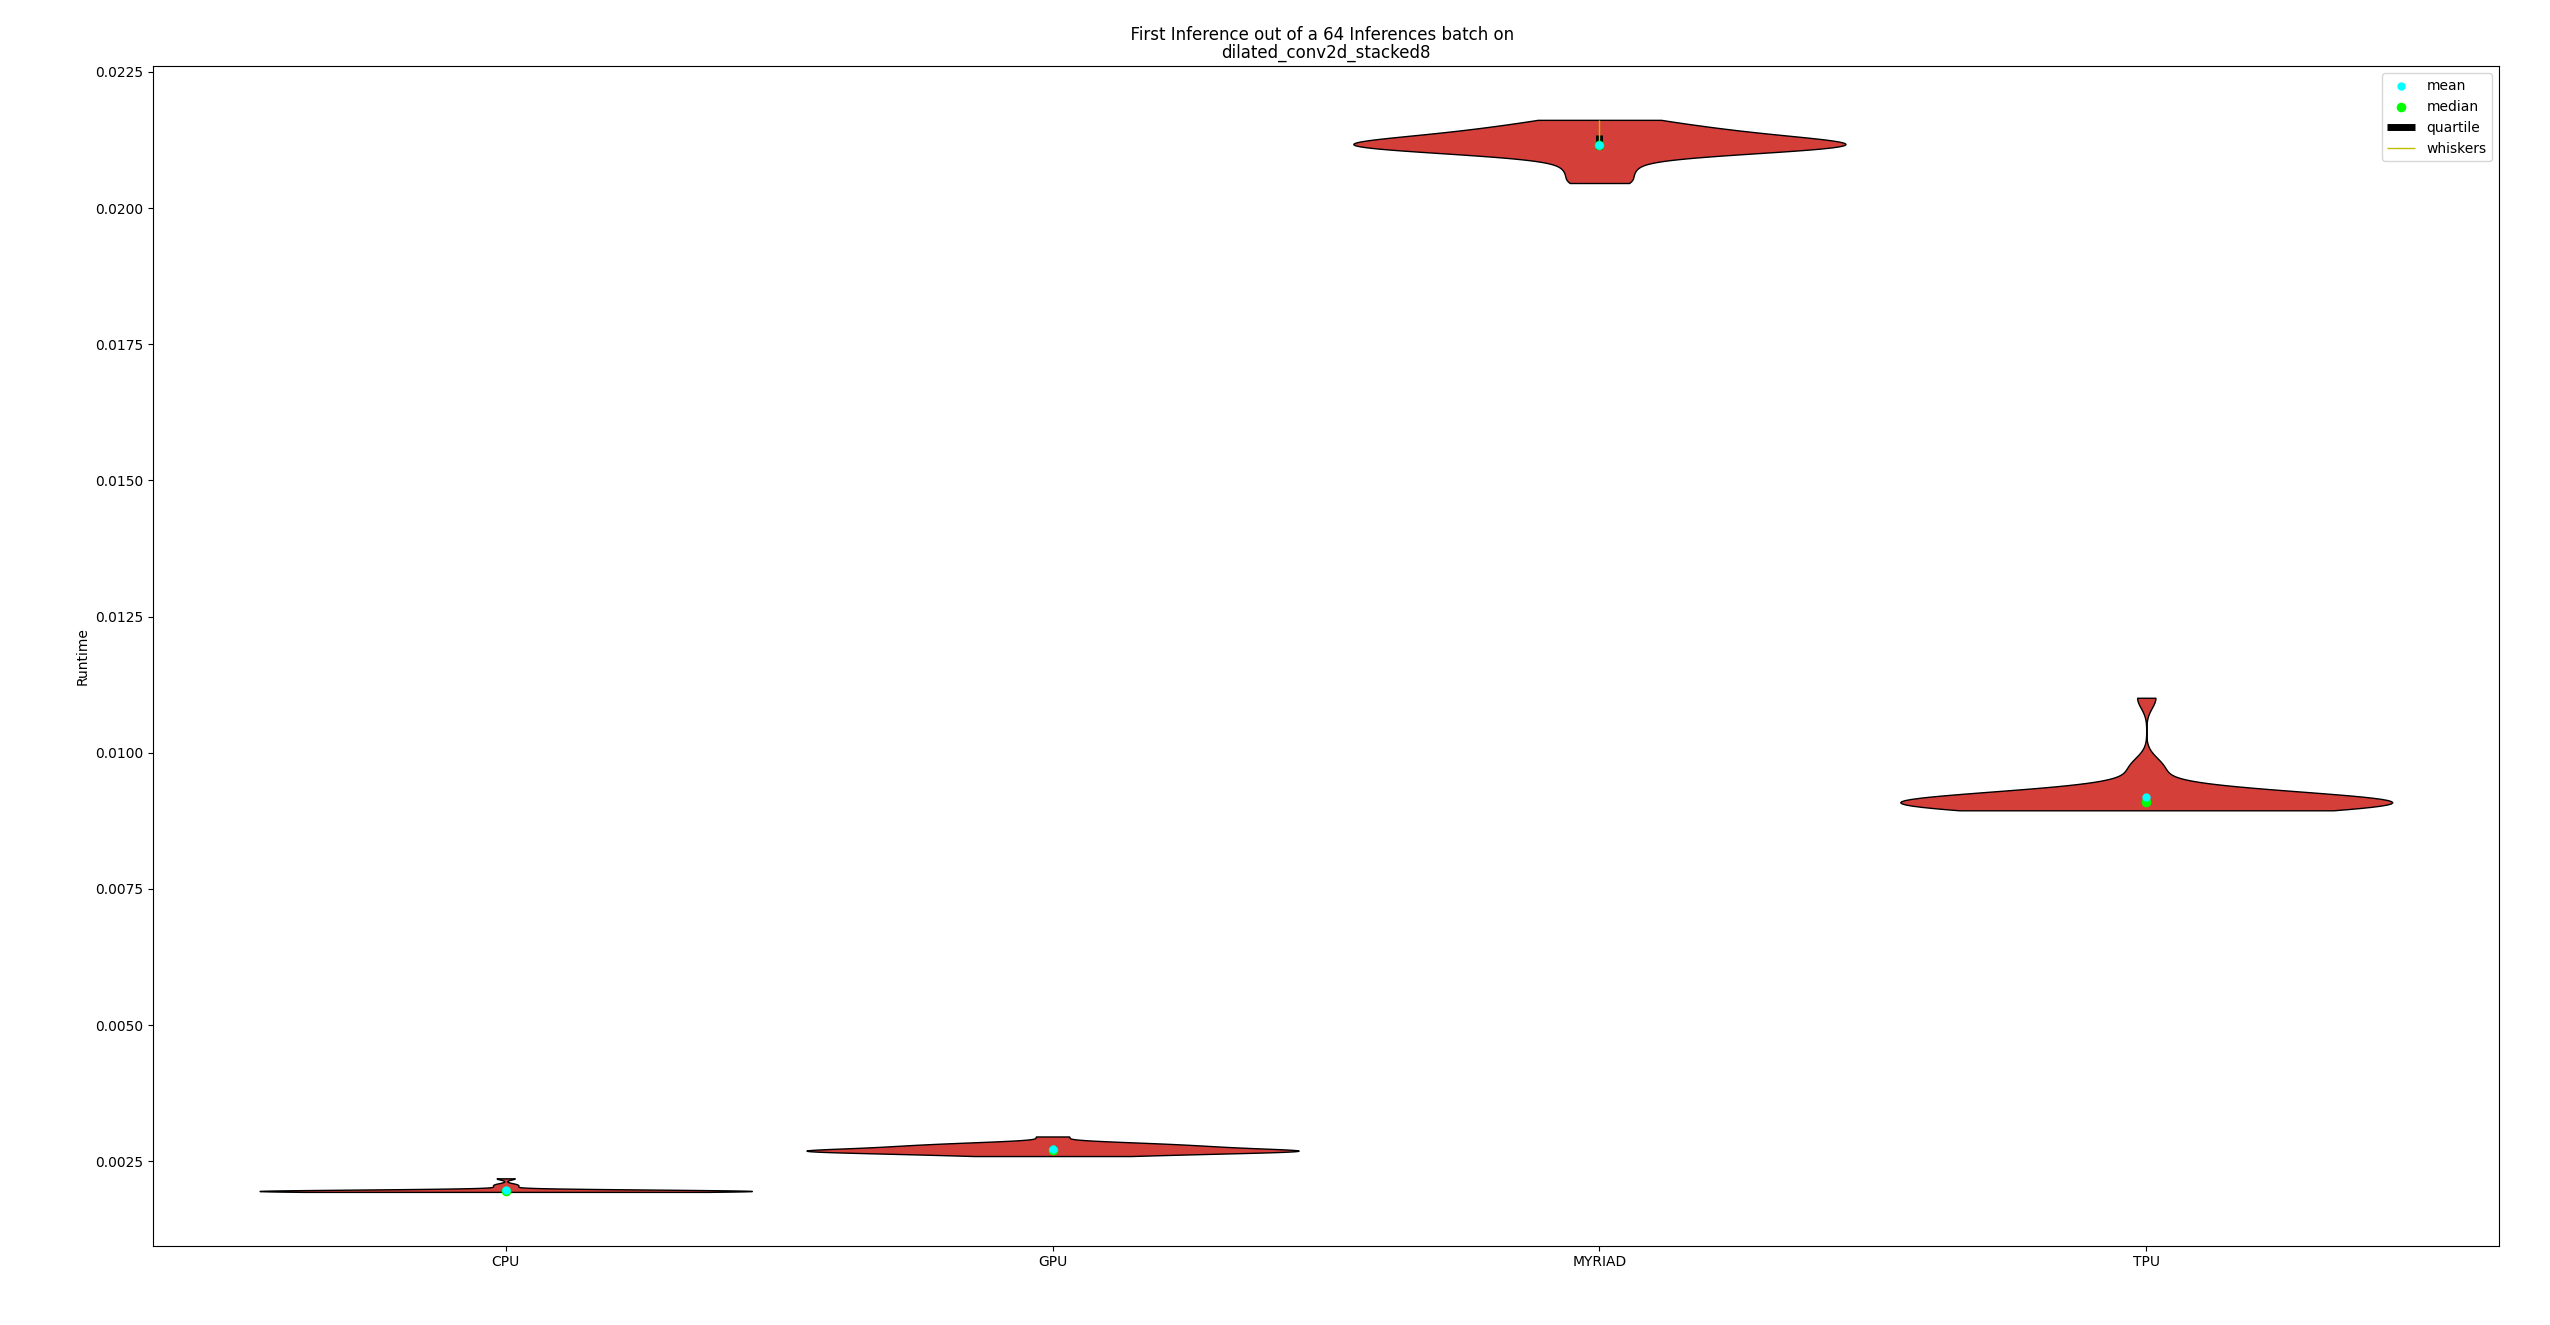 First Inference out of a 64 Inferences batch on
dilated_conv2d_stacked8
mean
median
quartile
whiskers
Runtime
0.0225
0.0200
0.0175
0.0150
0.0125
0.0100
0.0075
0.0050
0.0025
CPU
GPU
MYRIAD
TPU